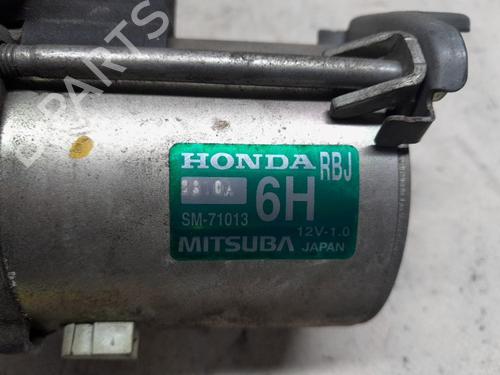 HONDA RBJ
6H
SM-71013
12V-1.0
MITSUBA JAPAN